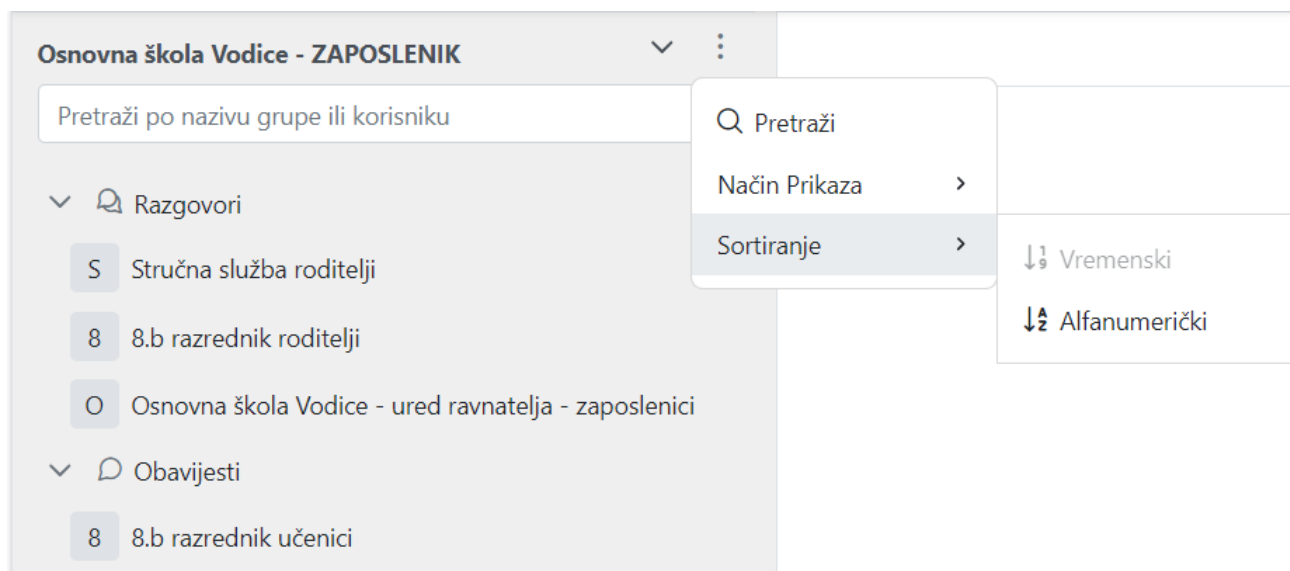 Osnovna škola Vodice - ZAPOSLENIK
Pretraži po nazivu grupe ili korisniku
Razgovori
S Stručna služba roditelji
8 8.b razrednik roditelji
O Osnovna škola Vodice - ured ravnatelja - zaposlenici
Obavijesti
8 8.b razrednik učenici
Pretraži
Način Prikaza
Sortiranje
Vremenski
Alfanumerički